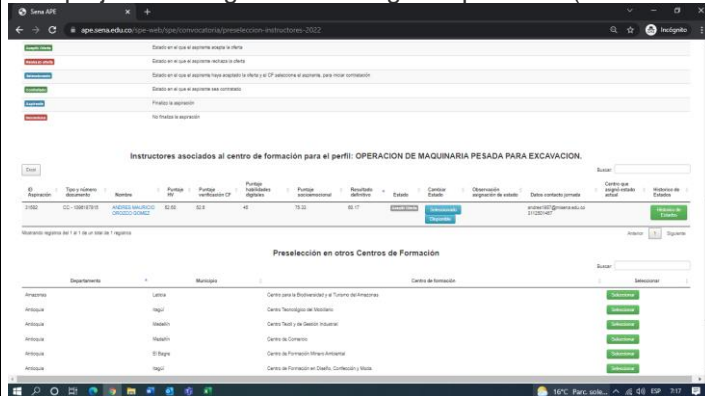 Sena APE
ape.sena.edu.co/spe-web/spe/convocatoria/preseleccion-instructores-2022
Incógnito
Estado en el que el aspirante acepta la oferta
Estado en el que el aspirante rechaza la oferta
Estado en el que el aspirante haya aceptado la oferta y el CF selecciona el aspirante, para iniciar contratación
Estado en el que el aspirante sea contratado
Finalizo la aspiración
No finalizo la aspiración
Instructores asociados al centro de formación para el perfil: OPERACION DE MAQUINARIA PESADA PARA EXCAVACION.
Excel
Buscar:
ID Aspiración Tipo y número documento Nombre Puntaje HV Puntaje verificación CF Puntaje habilidades digitales Puntaje socioemocional Resultado definitivo Estado Cambiar Estado Observación asignación de estado Datos contacto jornada Centro que asignó estado actual Histórico de Estados
ANDRES MAURICIO OROZCO GOMEZ
Seleccionado
Disponible
Histórico de Estados
Mostrando registros del 1 al 1 de un total de 1 registros
Anterior 1 Siguiente
Preselección en otros Centros de Formación
Buscar:
Departamento Municipio Centro de formación Seleccionar
Amazonas Leticia Centro para la Biodiversidad y el Turismo del Amazonas Seleccionar
Antioquia Itagüí Centro Tecnológico del Mobiliario Seleccionar
Antioquia Medellín Centro Textil y de Gestión Industrial Seleccionar
Antioquia Medellín Centro de Comercio Seleccionar
Antioquia El Bagre Centro de Formación Minero Ambiental Seleccionar
Antioquia Itagüí Centro de Formación en Diseño, Confección y Moda Seleccionar
16°C Parc. sole... ESP 7:17